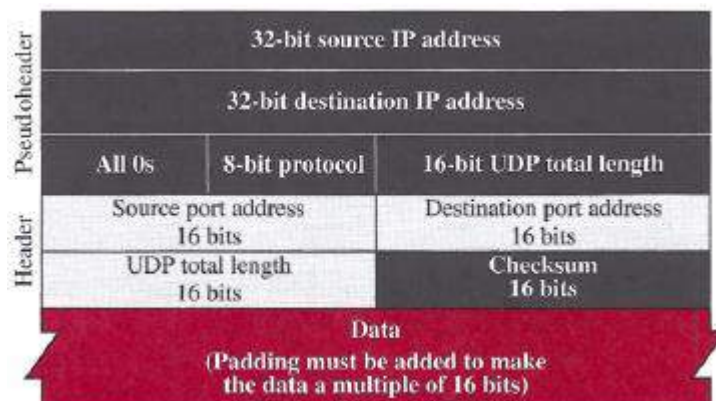 Pseudoheader
32-bit source IP address
32-bit destination IP address
All 0s 8-bit protocol 16-bit UDP total length
Header
Source port address Destination port address
16 bits 16 bits
UDP total length Checksum
16 bits 16 bits
Data
(Padding must be added to make
the data a multiple of 16 bits)